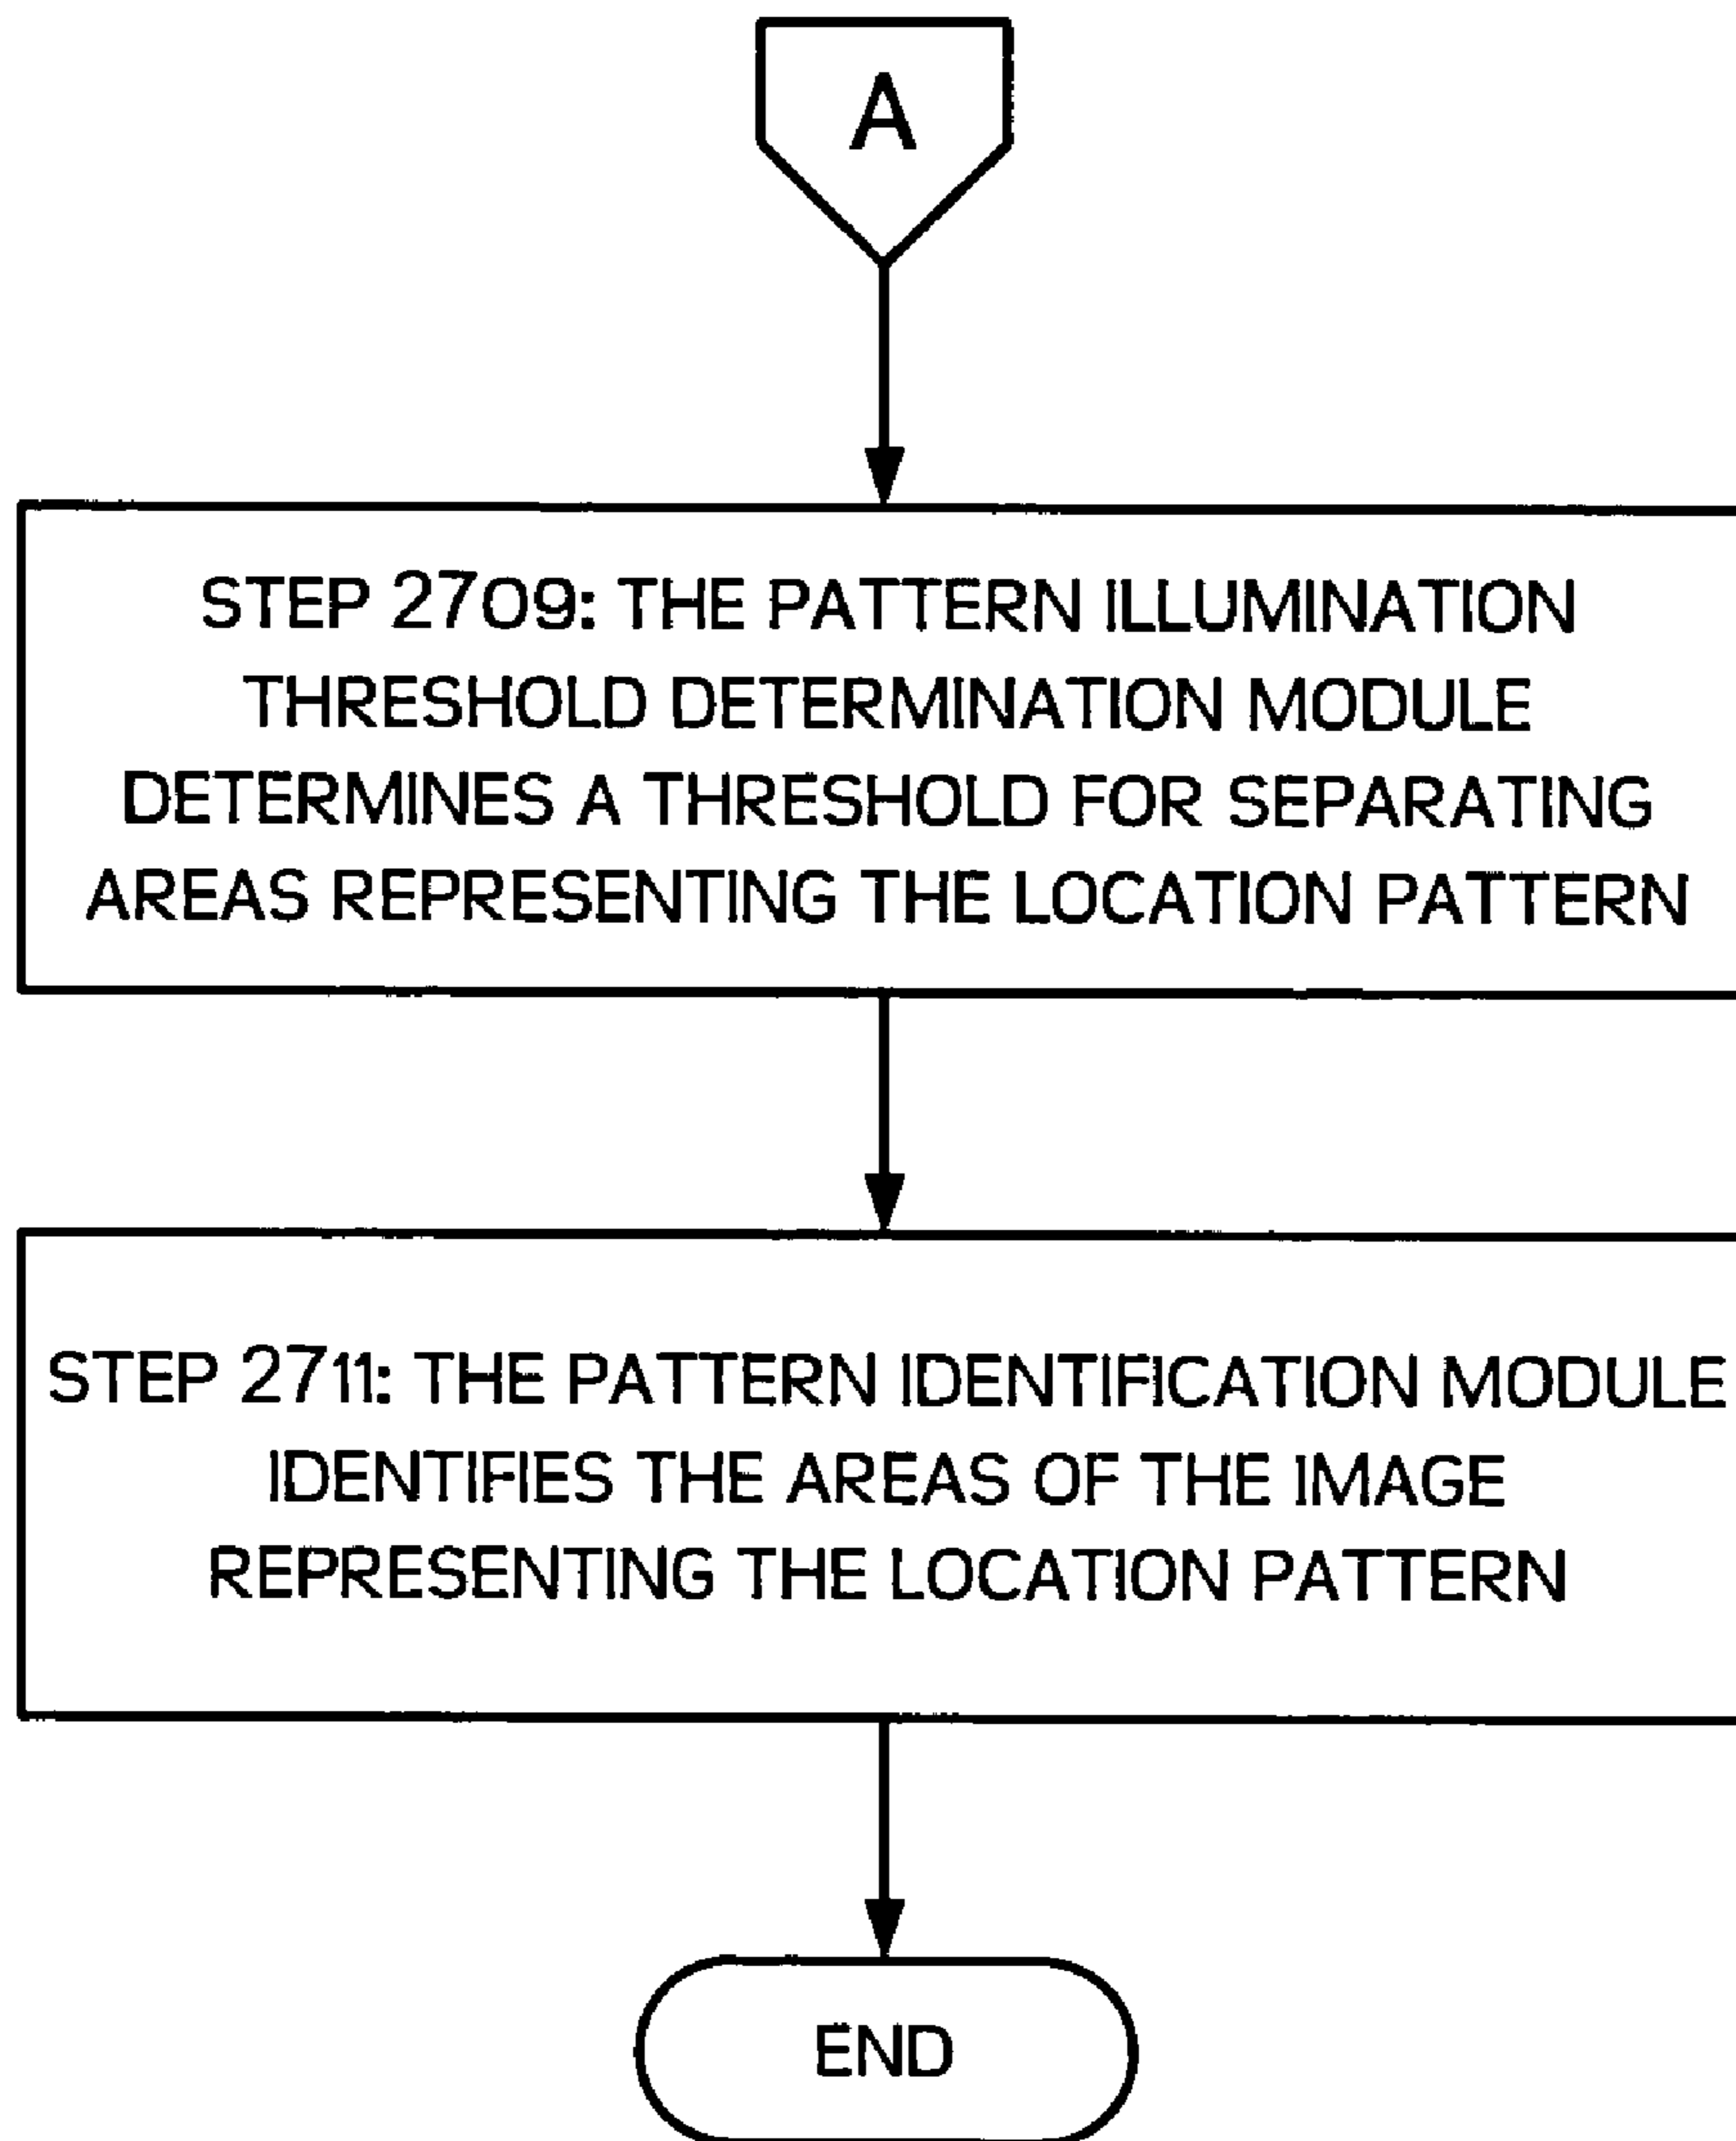 A
STEP 2709: THE PATTERN ILLUMINATION
THRESHOLD DETERMINATION MODULE
DETERMINES A THRESHOLD FOR SEPARATING
AREAS REPRESENTING THE LOCATION PATTERN
STEP 2711: THE PATTERN IDENTIFICATION MODULE
IDENTIFIES THE AREAS OF THE IMAGE
REPRESENTING THE LOCATION PATTERN
END